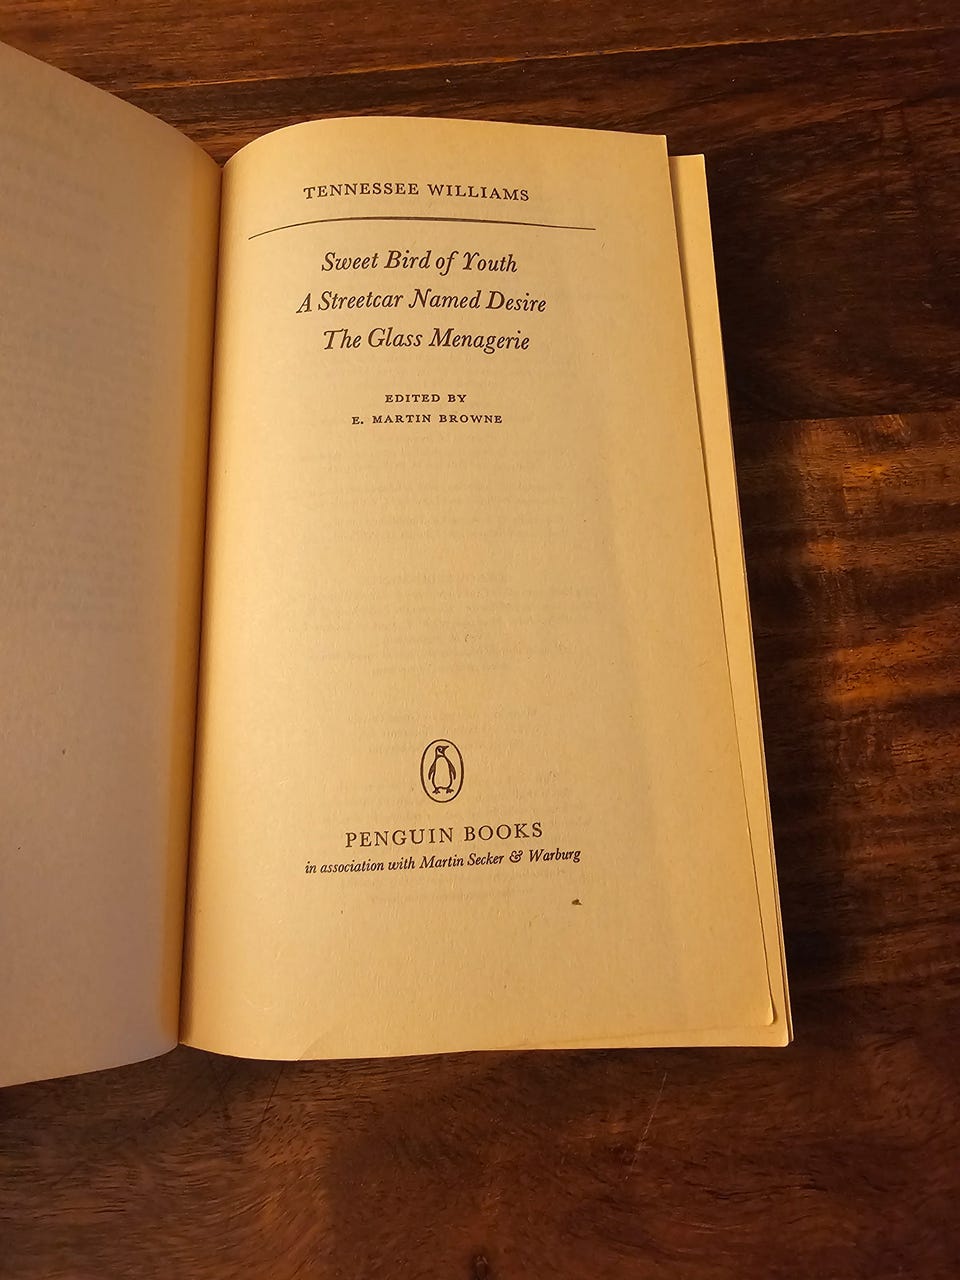 TENNESSEE WILLIAMS
Sweet Bird of Youth
A Streetcar Named Desire
The Glass Menagerie
EDITED BY
E. MARTIN BROWNE
PENGUIN BOOKS
in association with Martin Secker & Warburg